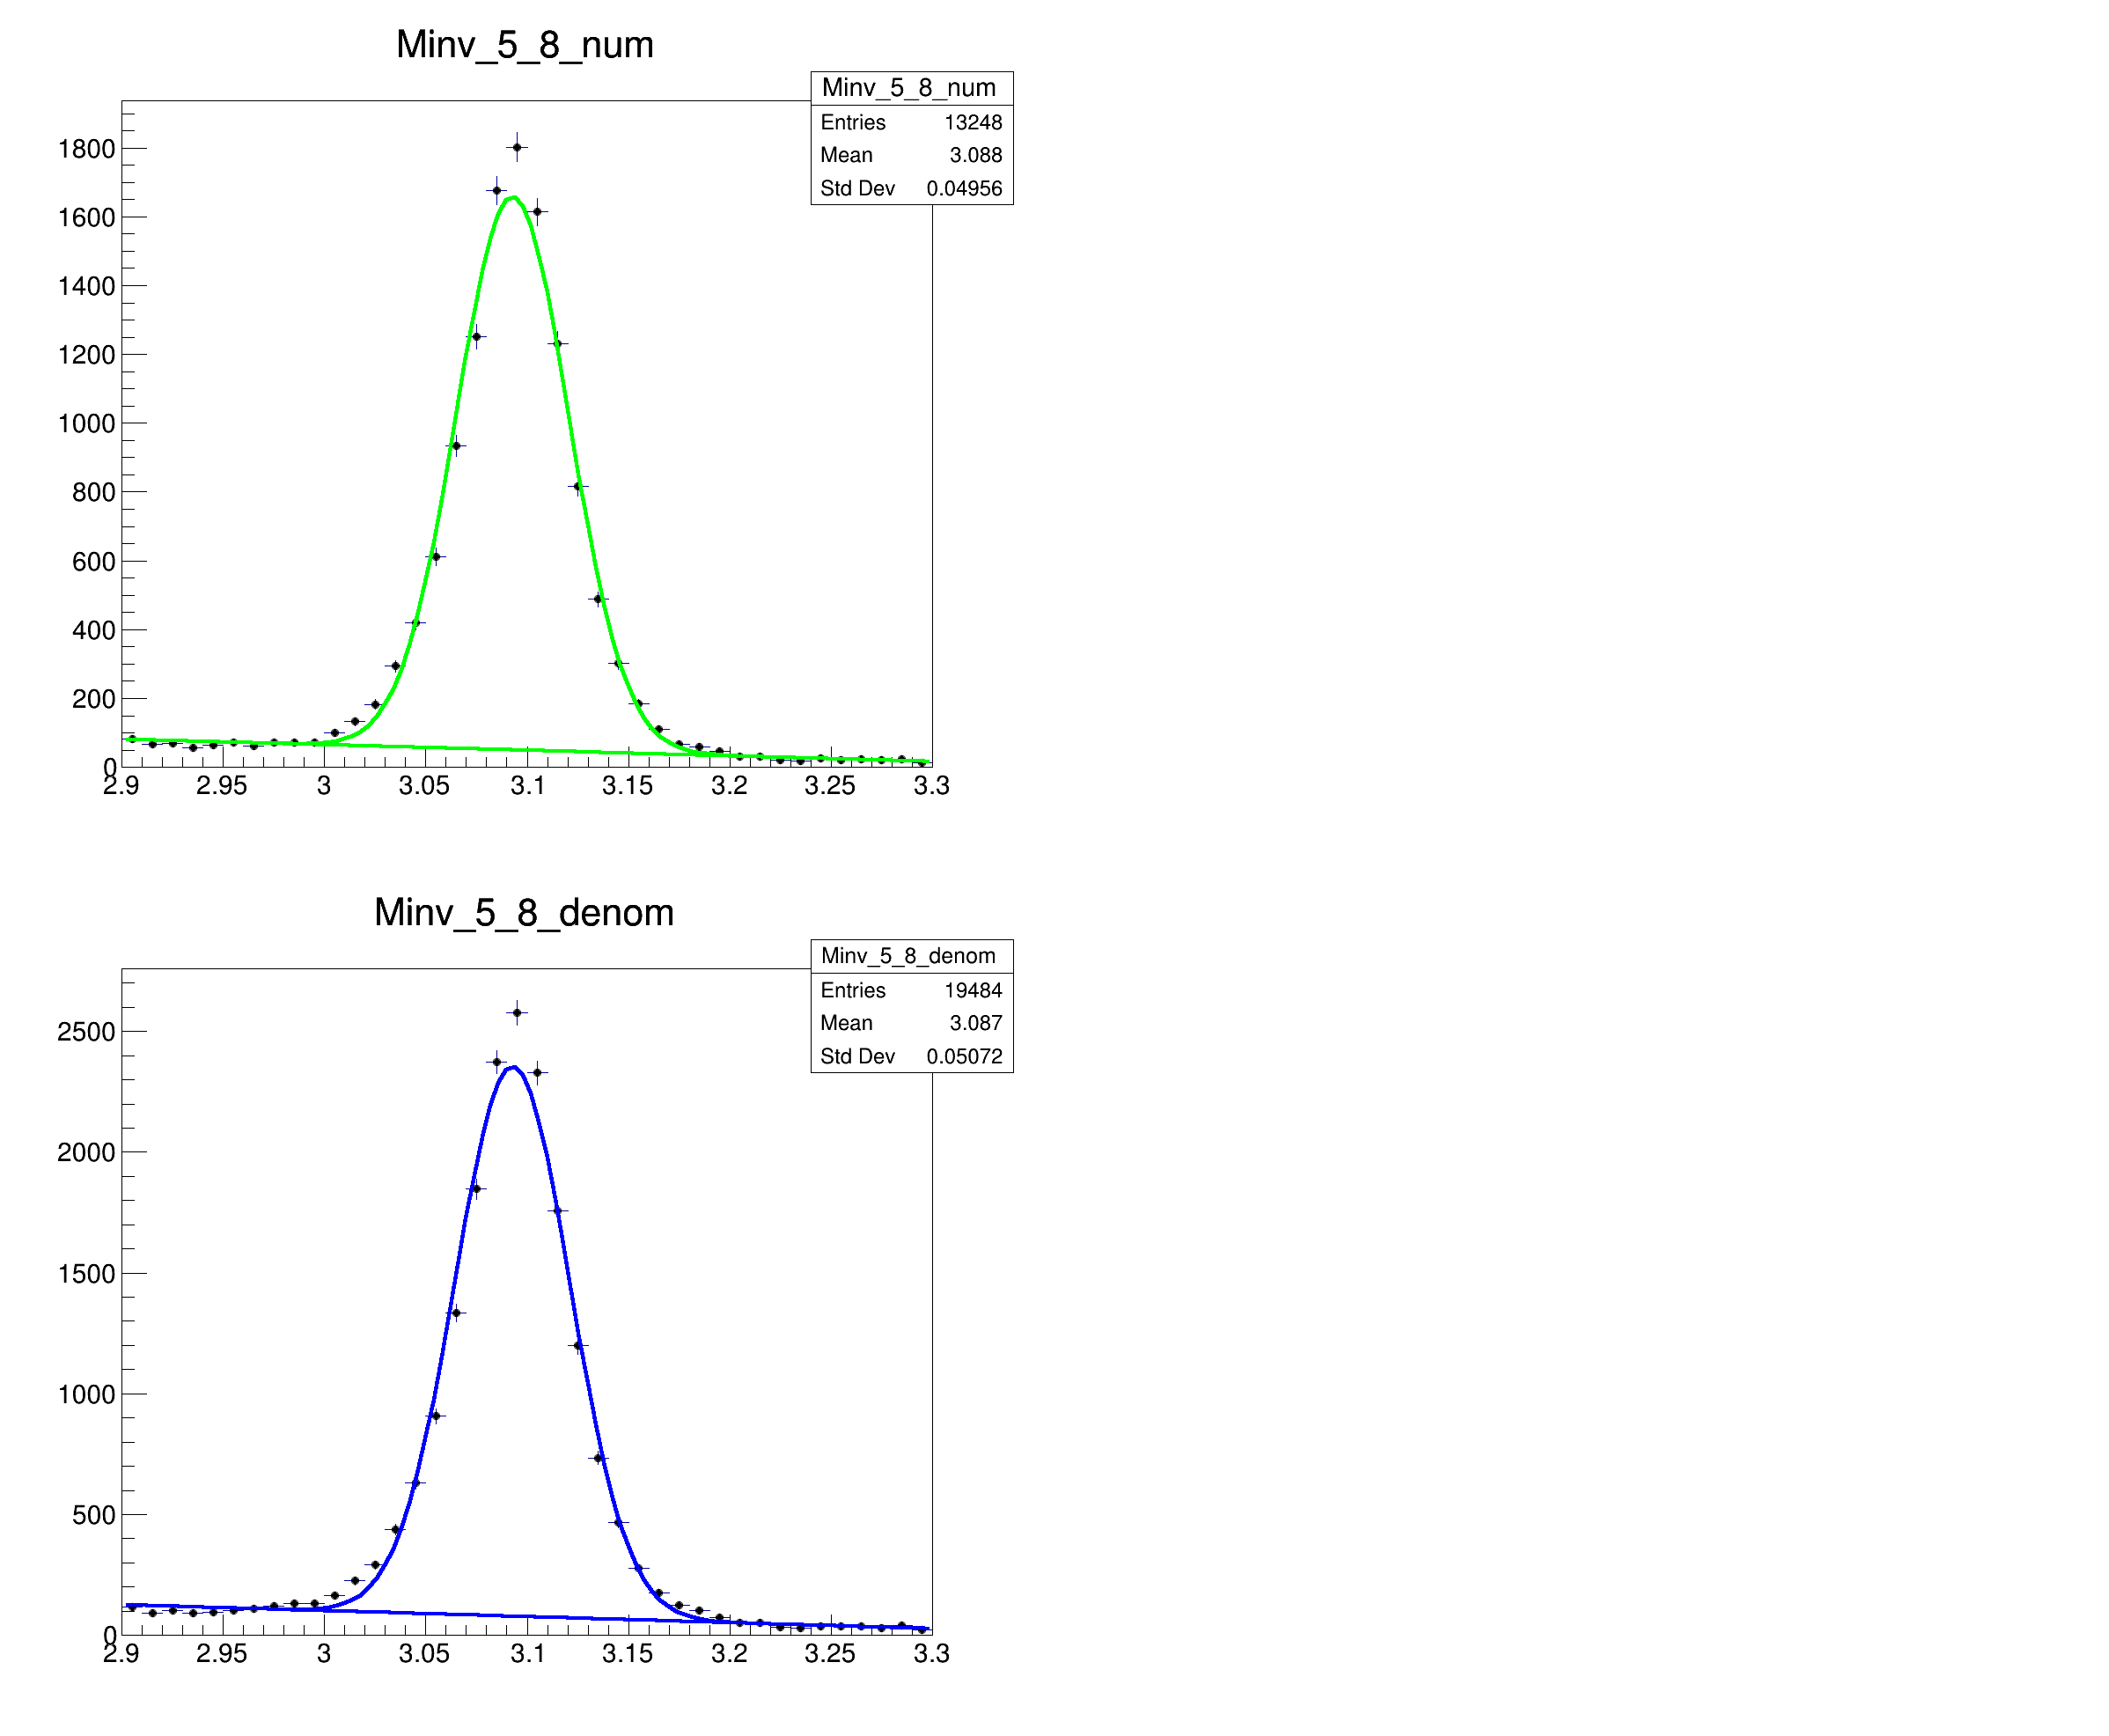 Minv_5_8_num
Minv_5_8_num
Entries 13248
Mean 3.088
Std Dev 0.04956
1800
1600
1400
1200
1000
800
600
400
200
0
2.9 2.95 3 3.05 3.1 3.15 3.2 3.25 3.3
Minv_5_8_denom
Minv_5_8_denom
Entries 19484
Mean 3.087
Std Dev 0.05072
2500
2000
1500
1000
500
0
2.9 2.95 3 3.05 3.1 3.15 3.2 3.25 3.3